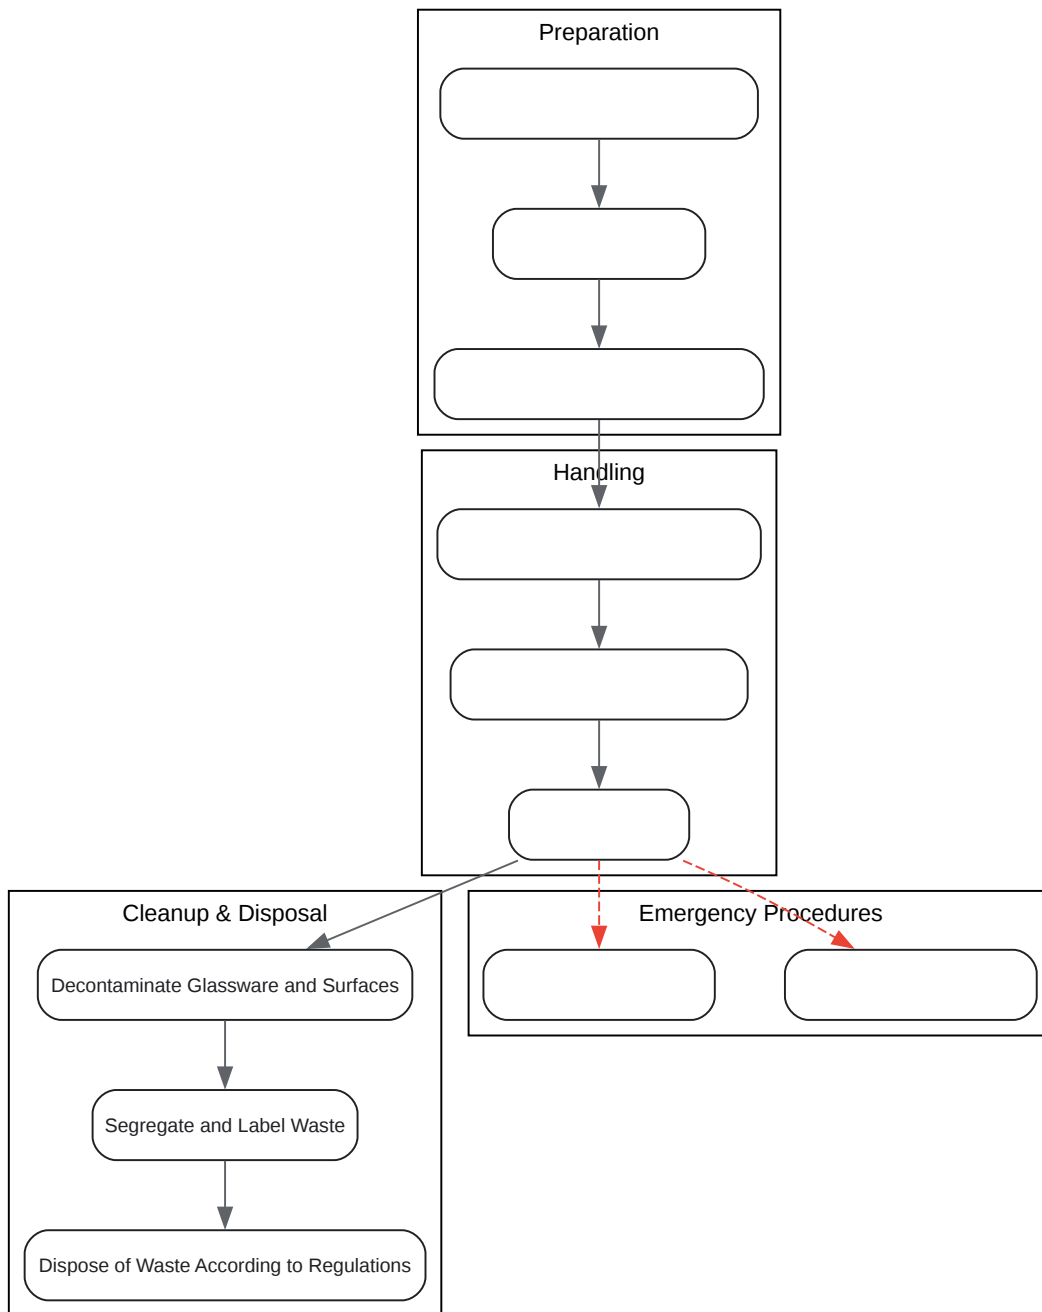 Preparation
Handling
Cleanup & Disposal
Emergency Procedures
Decontaminate Glassware and Surfaces
Segregate and Label Waste
Dispose of Waste According to Regulations